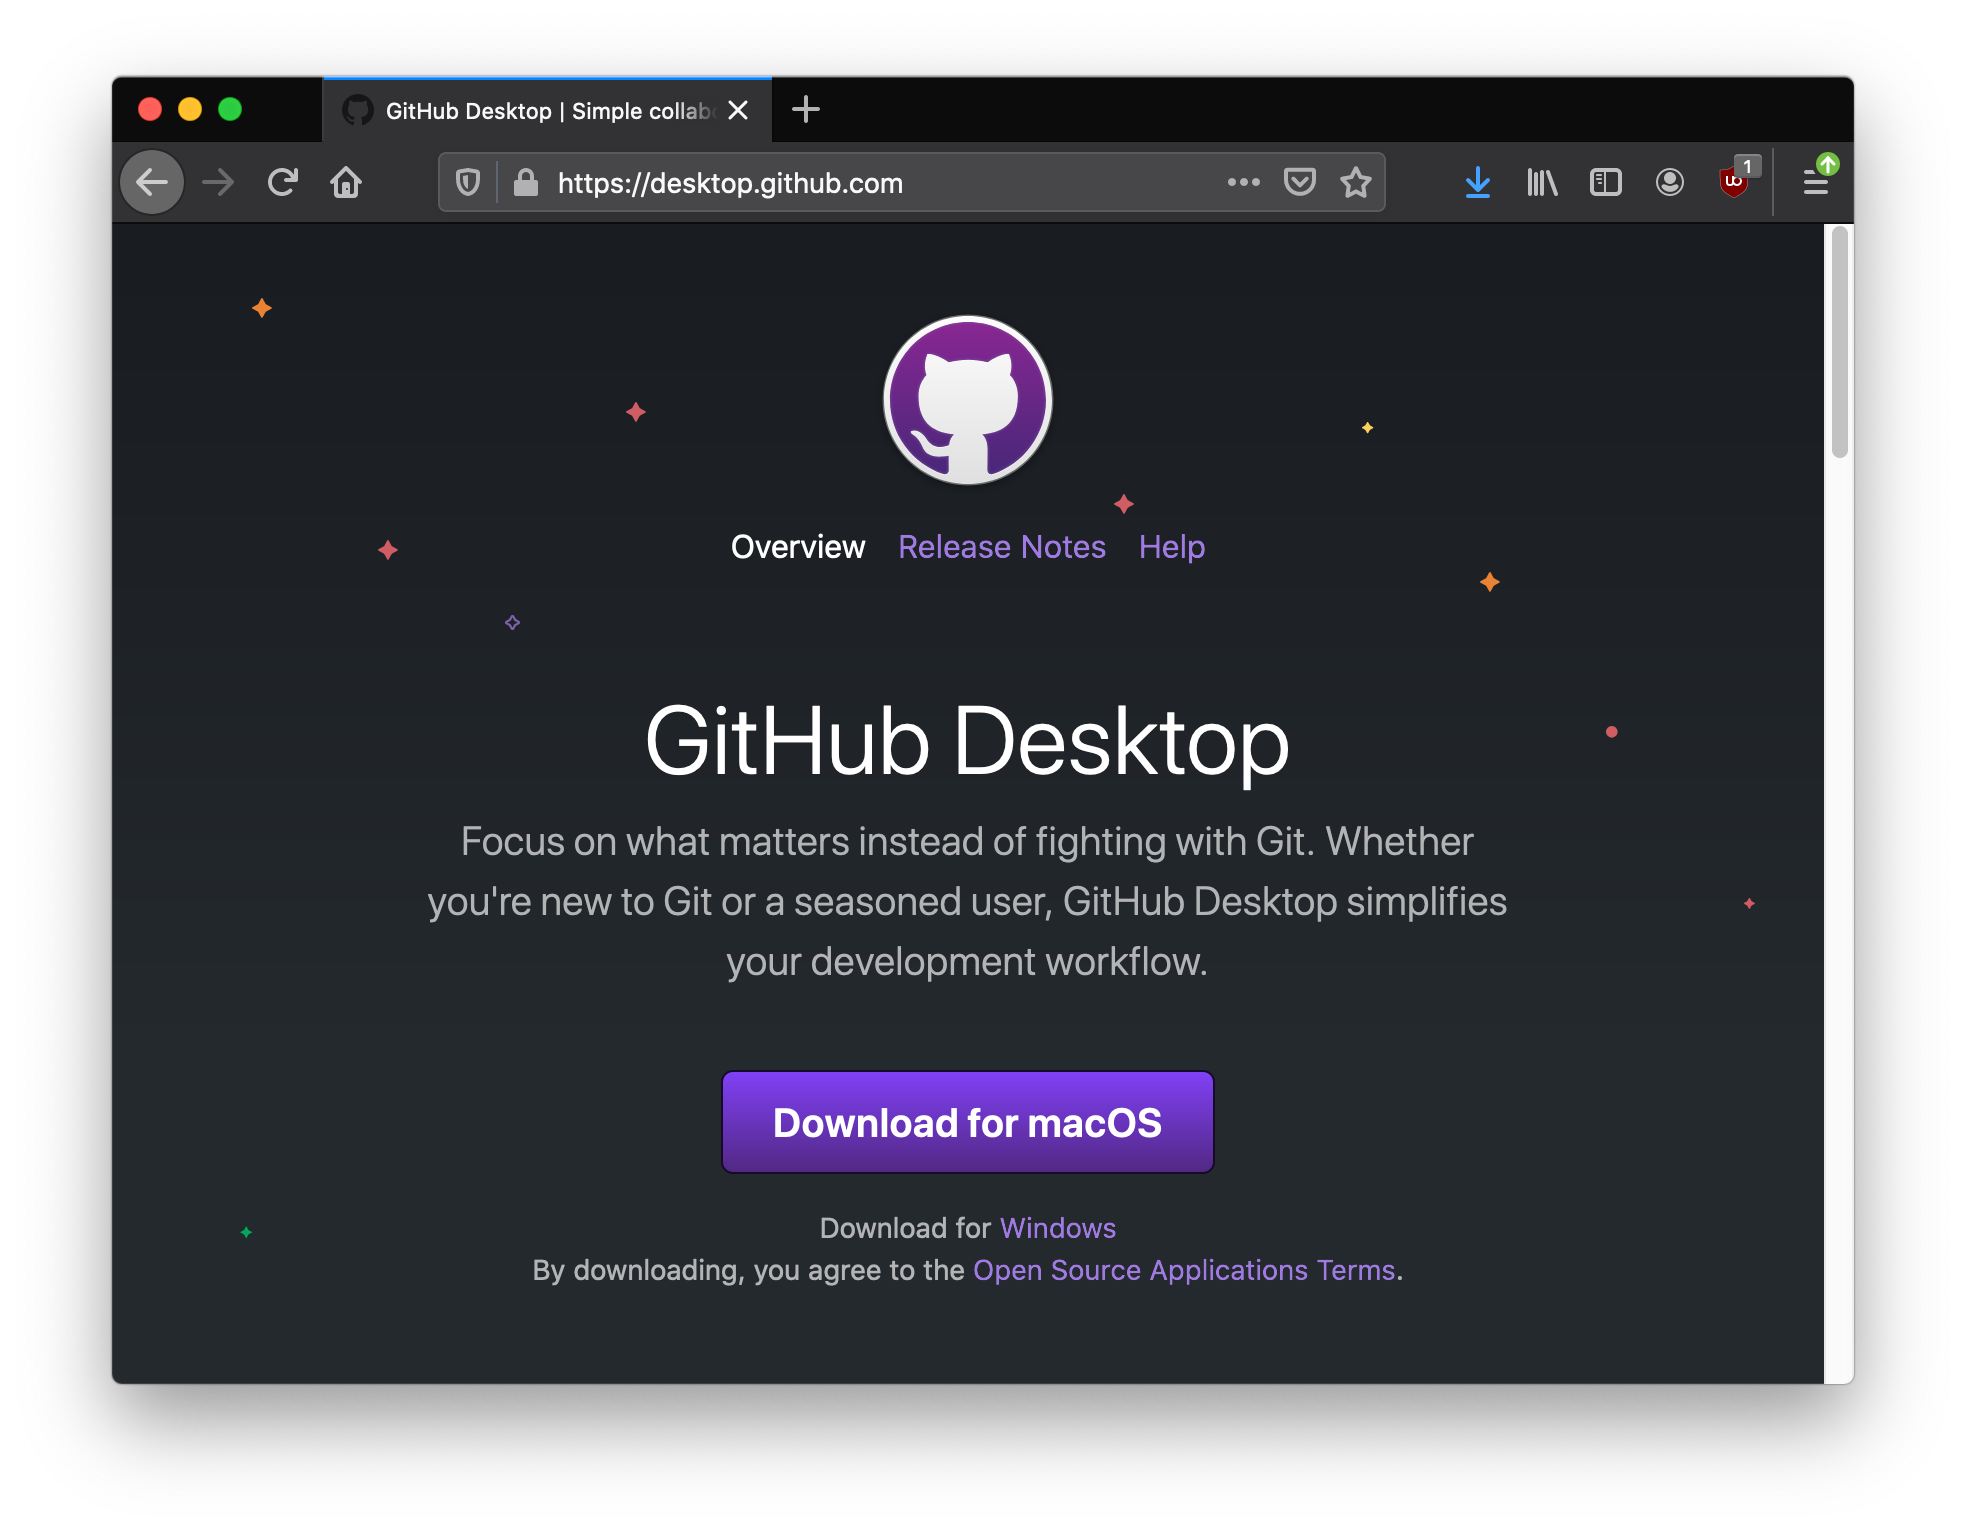 GitHub Desktop | Simple collab
https://desktop.github.com
1
Overview Release Notes Help
GitHub Desktop
Focus on what matters instead of fighting with Git. Whether
you're new to Git or a seasoned user, GitHub Desktop simplifies
your development workflow.
Download for macOS
Download for Windows
By downloading, you agree to the Open Source Applications Terms.